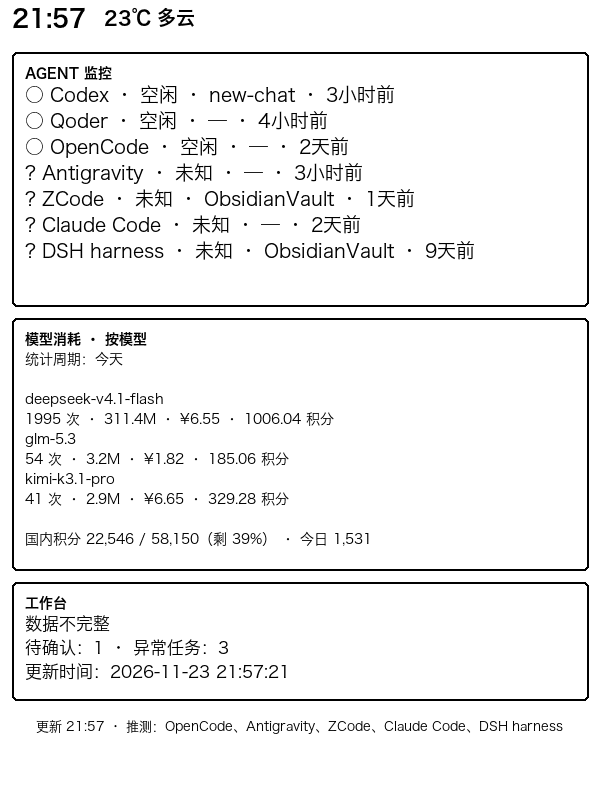 21:57 23℃ 多云
AGENT 监控
○ Codex · 空闲 · new-chat · 3小时前
○ Qoder · 空闲 · — · 4小时前
○ OpenCode · 空闲 · — · 2天前
? Antigravity · 未知 · — · 3小时前
? ZCode · 未知 · ObsidianVault · 1天前
? Claude Code · 未知 · — · 2天前
? DSH harness · 未知 · ObsidianVault · 9天前
模型消耗 · 按模型
统计周期：今天
deepseek-v4.1-flash
1995 次 · 311.4M · ¥6.55 · 1006.04 积分
glm-5.3
54 次 · 3.2M · ¥1.82 · 185.06 积分
kimi-k3.1-pro
41 次 · 2.9M · ¥6.65 · 329.28 积分
国内积分 22,546 / 58,150（剩 39%） · 今日 1,531
工作台
数据不完整
待确认：1 · 异常任务：3
更新时间：2026-11-23 21:57:21
更新 21:57 · 推测：OpenCode、Antigravity、ZCode、Claude Code、DSH harness